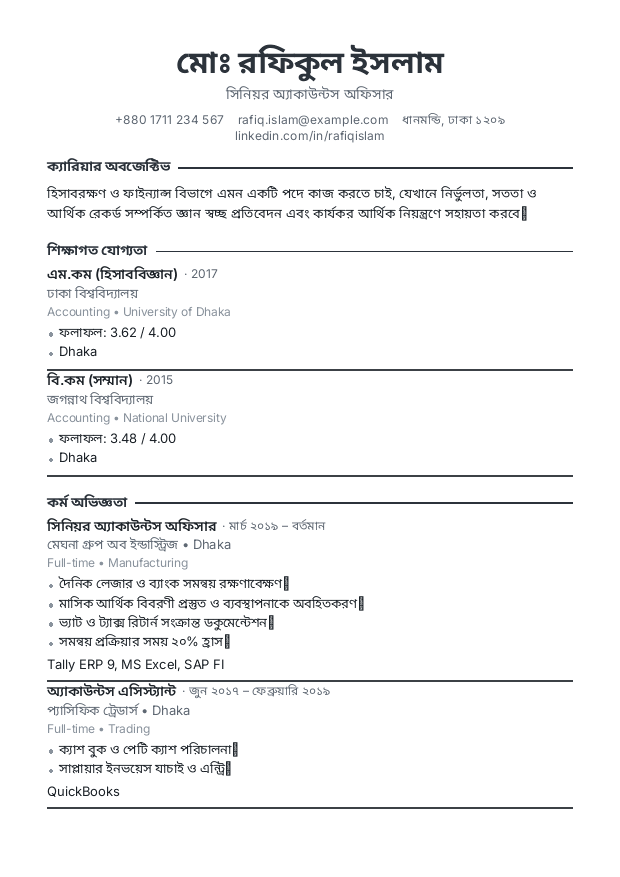 মোঃ রফিকুল ইসলাম
সিনিয়র অ্যাকাউন্টস অফিসার
+880 1711 234 567 rafiq.islam@example.com ধানমন্ডি, ঢাকা ১২০৯
linkedin.com/in/rafiqislam
ক্যারিয়ার অবজেক্টিভ
হিসাবরক্ষণ ও ফাইন্যান্স বিভাগে এমন একটি পদে কাজ করতে চাই, যেখানে নির্ভুলতা, সততা ও
আর্থিক রেকর্ড সম্পর্কিত জ্ঞান স্বচ্ছ প্রতিবেদন এবং কার্যকর আর্থিক নিয়ন্ত্রণে সহায়তা করবে
শিক্ষাগত যোগ্যতা
এম.কম (হিসাববিজ্ঞান) · 2017
ঢাকা বিশ্ববিদ্যালয়
Accounting • University of Dhaka
• ফলাফল: 3.62 / 4.00
• Dhaka
বি.কম (সম্মান) · 2015
জগন্নাথ বিশ্ববিদ্যালয়
Accounting • National University
• ফলাফল: 3.48 / 4.00
• Dhaka
কর্ম অভিজ্ঞতা
সিনিয়র অ্যাকাউন্টস অফিসার · মার্চ ২০১৯ – বর্তমান
মেঘনা গ্রুপ অব ইন্ডাস্ট্রিজ • Dhaka
Full-time • Manufacturing
• দৈনিক লেজার ও ব্যাংক সমন্বয় রক্ষণাবেক্ষণ
• মাসিক আর্থিক বিবরণী প্রস্তুত ও ব্যবস্থাপনাকে অবহিতকরণ
• ভ্যাট ও ট্যাক্স রিটার্ন সংক্রান্ত ডকুমেন্টেশন
• সমন্বয় প্রক্রিয়ার সময় ২০% হ্রাস
Tally ERP 9, MS Excel, SAP FI
অ্যাকাউন্টস এসিস্ট্যান্ট · জুন ২০১৭ – ফেব্রুয়ারি ২০১৯
প্যাসিফিক ট্রেডার্স • Dhaka
Full-time • Trading
• ক্যাশ বুক ও পেটি ক্যাশ পরিচালনা
• সাপ্লায়ার ইনভয়েস যাচাই ও এন্ট্রি
QuickBooks